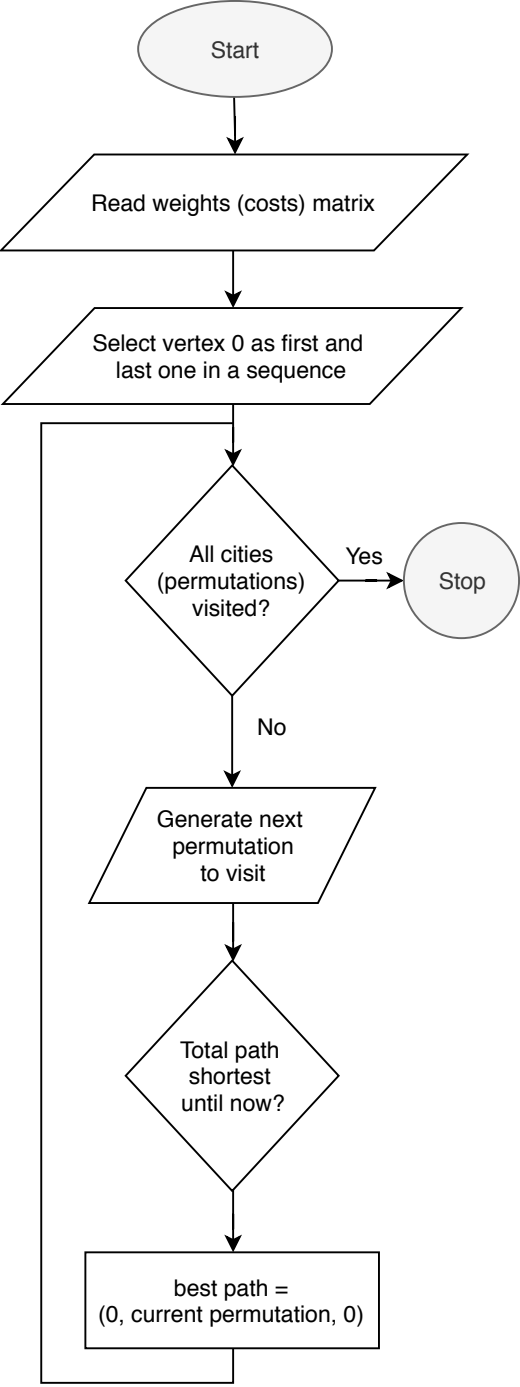 Start
Read weights (costs) matrix
Select vertex 0 as first and
last one in a sequence
All cities
(permutations)
visited?
Yes
Stop
No
Generate next
permutation
to visit
Total path
shortest
until now?
best path =
(0, current permutation, 0)